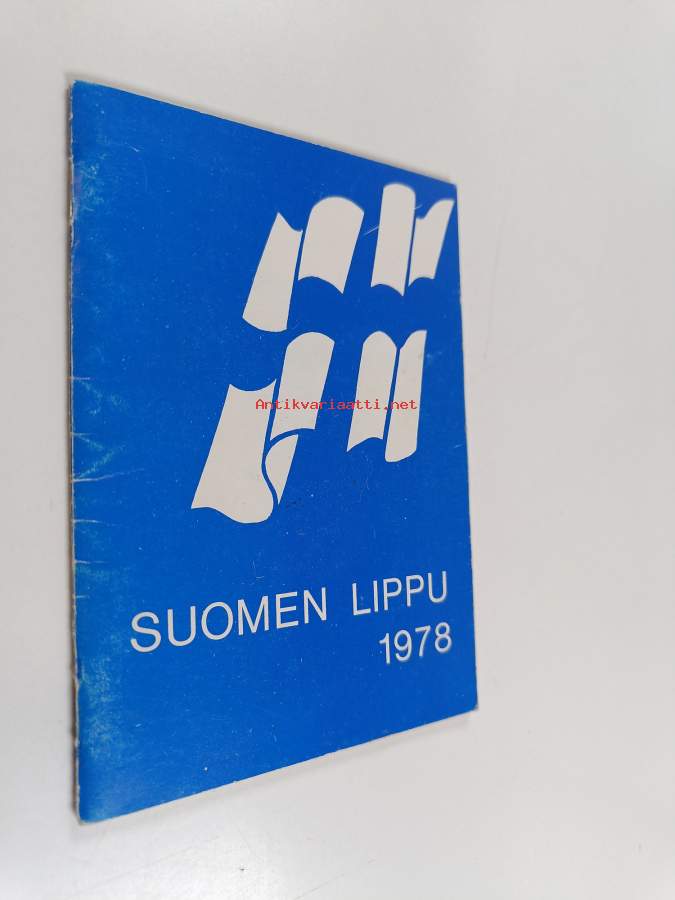 Antikvariaatti.net
SUOMEN LIPPU
1978